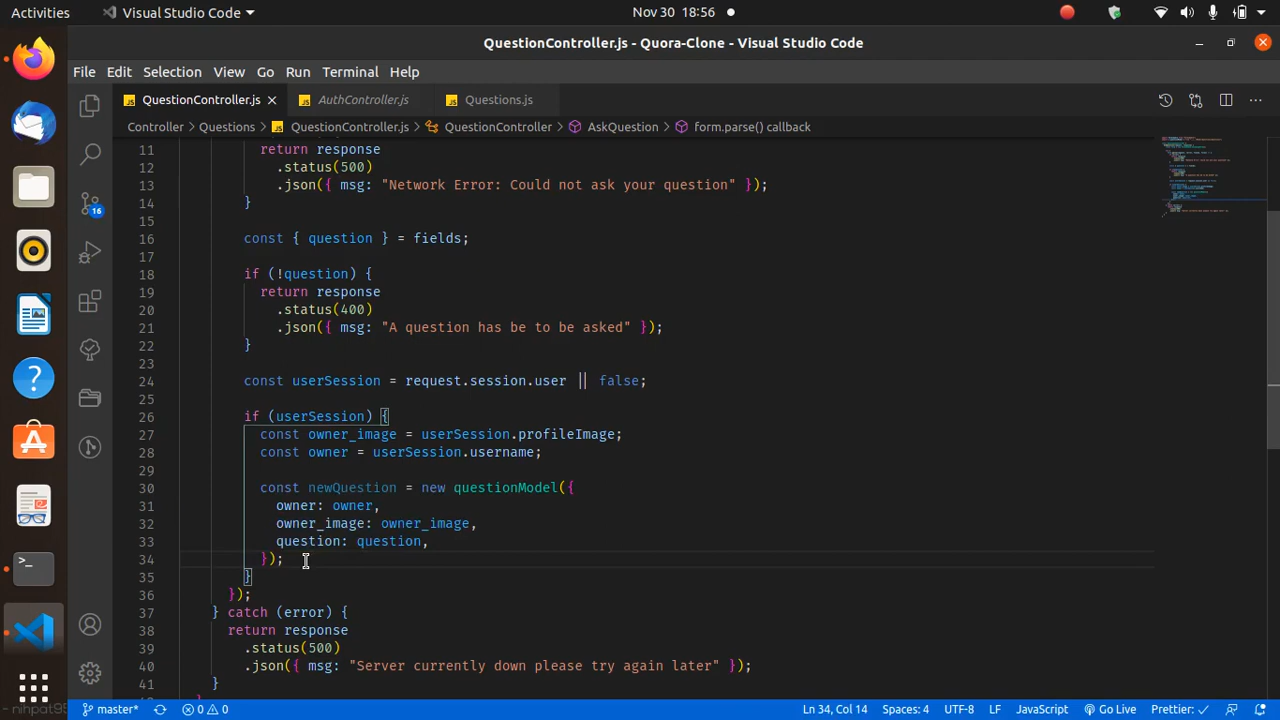 Activities
Visual Studio Code
Nov 30 18:56
QuestionController.js - Quora-Clone - Visual Studio Code
File Edit Selection View Go Run Terminal Help
QuestionController.js AuthController.js Questions.js
Controller Questions QuestionController.js QuestionController AskQuestion form.parse() callback
11 return response
12 .status(500)
13 .json({ msg: "Network Error: Could not ask your question" });
14 }
15
16 const { question } = fields;
17
18 if (!question) {
19 return response
20 .status(400)
21 .json({ msg: "A question has be to be asked" });
22 }
23
24 const userSession = request.session.user || false;
25
26 if (userSession) {
27 const owner_image = userSession.profileImage;
28 const owner = userSession.username;
29
30 const newQuestion = new questionModel({
31 owner: owner,
32 owner_image: owner_image,
33 question: question,
34 });
35 }
36 });
37 } catch (error) {
38 return response
39 .status(500)
40 .json({ msg: "Server currently down please try again later" });
41 }
16
master* 0 0 Ln 34, Col 14 Spaces: 4 UTF-8 LF JavaScript Go Live Prettier: